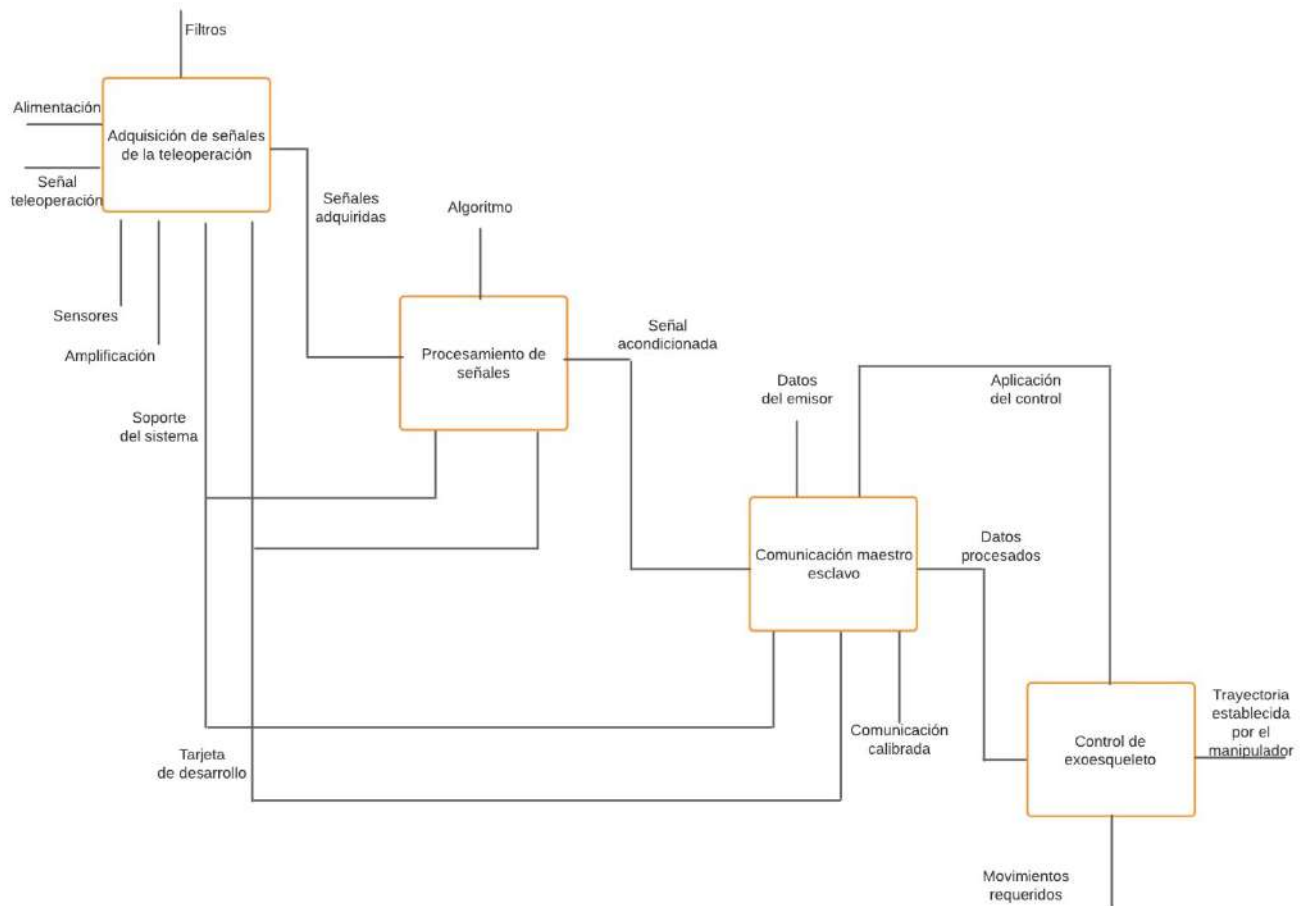 Filtros
Alimentación
Adquisición de señales
de la teleoperación
Señal
teleoperación
Señales
adquiridas
Algoritmo
Sensores
Amplificación
Procesamiento de
señales
Señal
acondicionada
Soporte
del sistema
Datos
del emisor
Aplicación
del control
Comunicación maestro
esclavo
Datos
procesados
Tarjeta
de desarrollo
Comunicación
calibrada
Control de
exoesqueleto
Trayectoria
establecida
por el
manipulador
Movimientos
requeridos